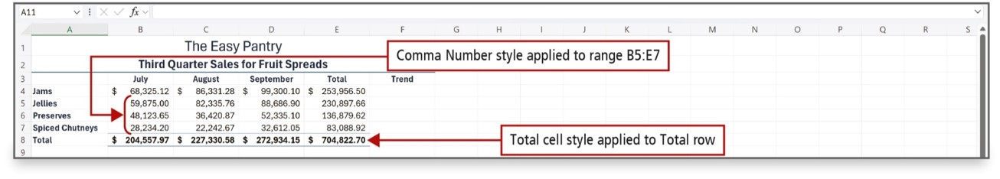 A11 fx
A B C D E F G H I J K L M N O P Q R S
1 The Easy Pantry
2 Third Quarter Sales for Fruit Spreads
Comma Number style applied to range B5:E7
3 July August September Total Trend
4 Jams $ 68,325.12 $ 86,331.28 $ 99,300.10 $ 253,956.50
5 Jellies 59,875.00 82,335.76 88,686.90 230,897.66
6 Preserves 48,123.65 36,420.87 52,335.10 136,879.62
7 Spiced Chutneys 28,234.20 22,242.67 32,612.05 83,088.92
8 Total $ 204,557.97 $ 227,330.58 $ 272,934.15 $ 704,822.70
Total cell style applied to Total row
9